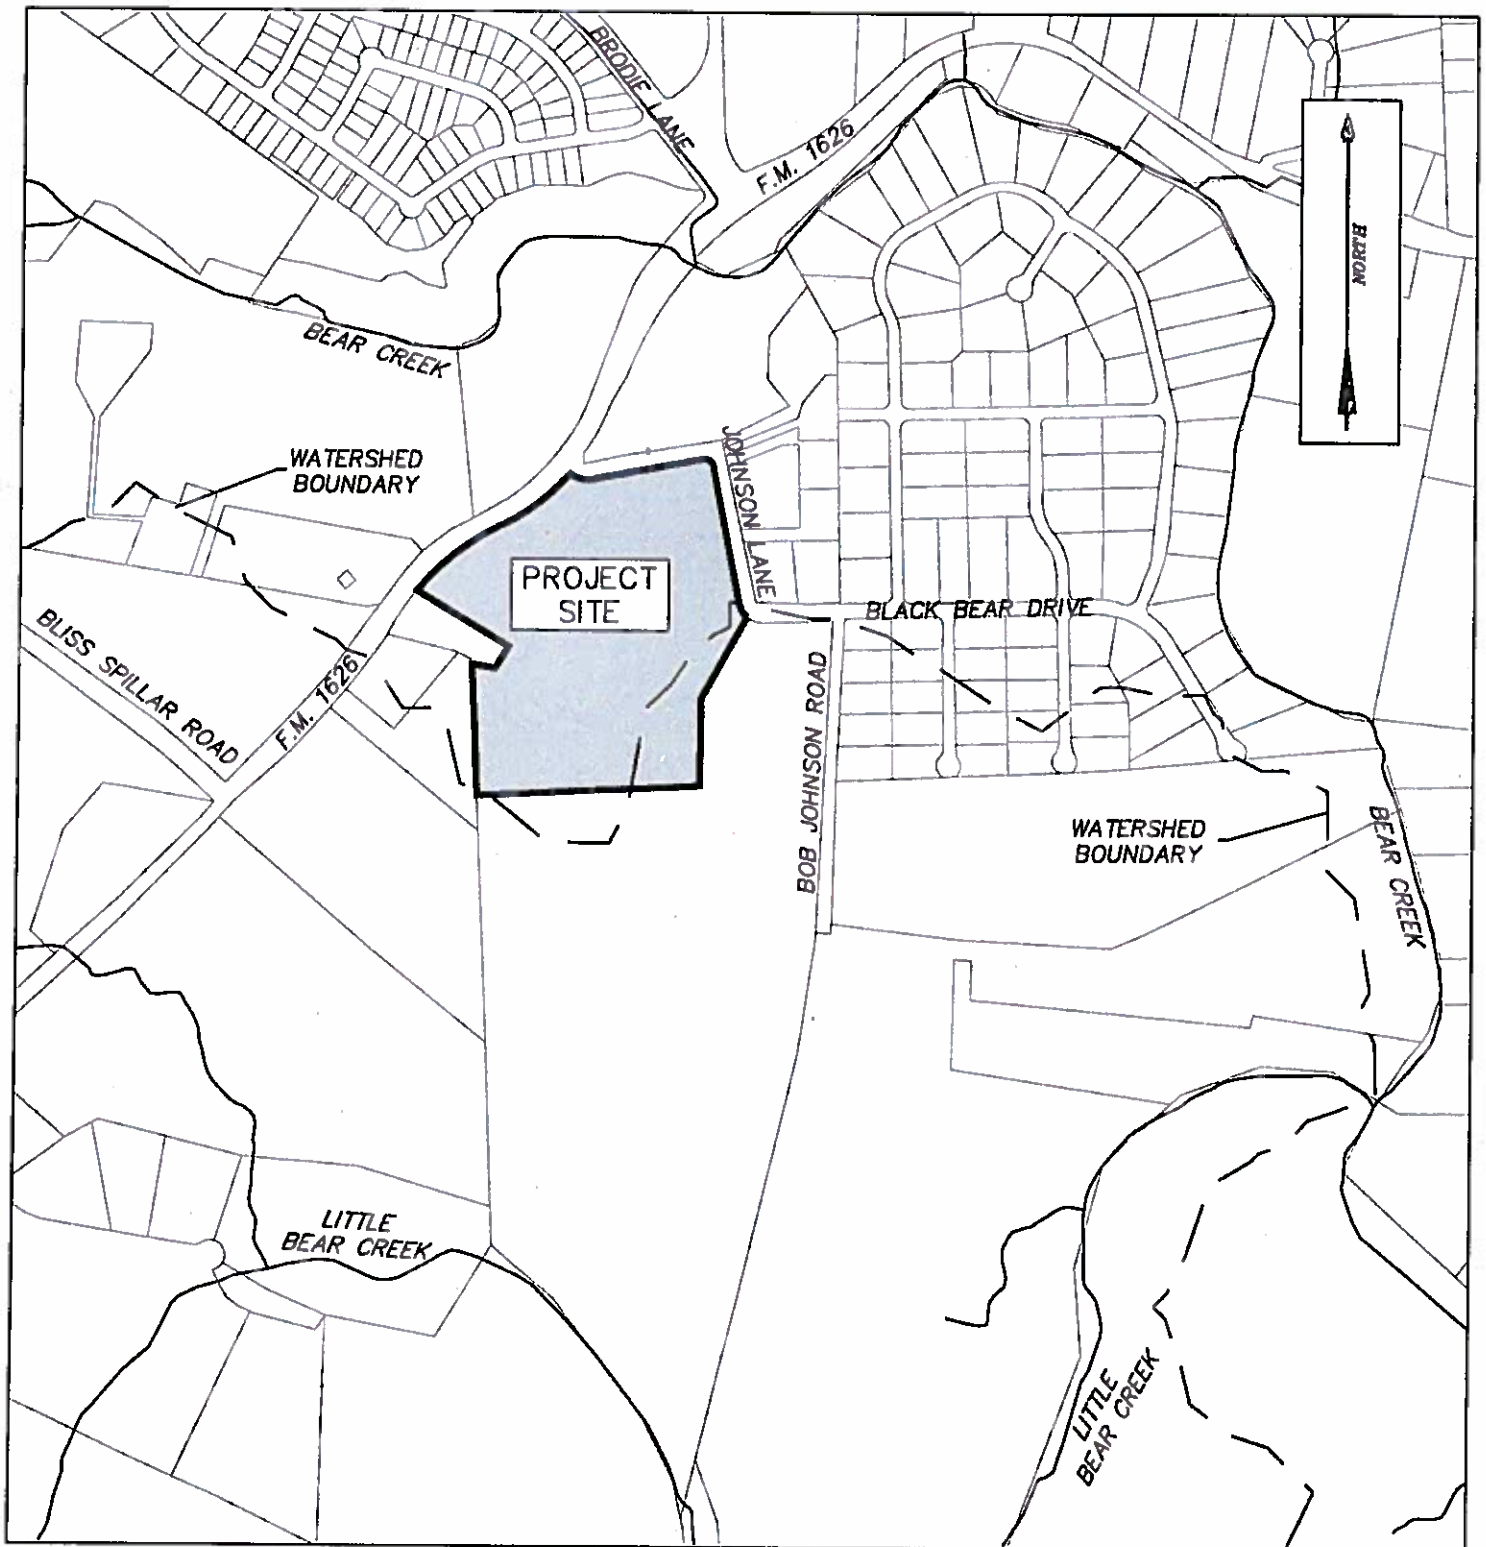 BRODIE LANE
F.M. 1626
NORTH
BEAR CREEK
JOHNSON LANE
WATERSHED
BOUNDARY
PROJECT
SITE
BLACK BEAR DRIVE
BLISS SPILLAR ROAD
F.M. 1626
BOB JOHNSON ROAD
WATERSHED
BOUNDARY
BEAR CREEK
LITTLE
BEAR CREEK
LITTLE
BEAR CREEK